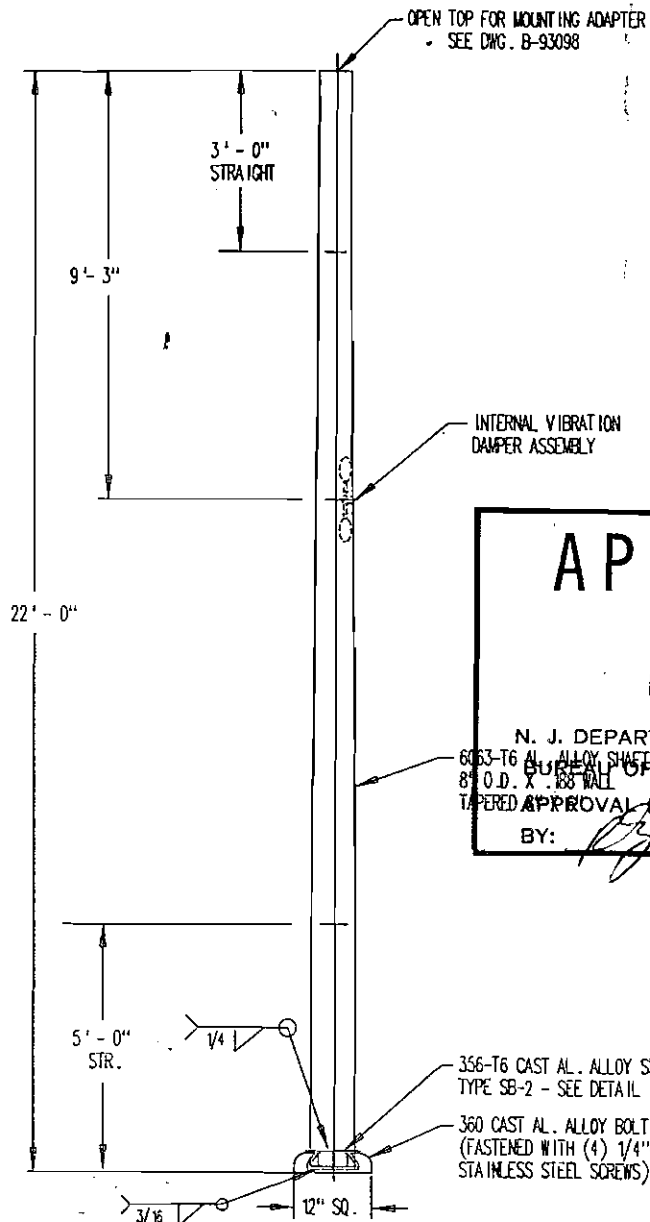 OPEN TOP FOR MOUNTING ADAPTER
SEE DWG. B-93098
3'-0"
STRAIGHT
9'-3"
INTERNAL VIBRATION
DAMPER ASSEMBLY
22'-0"
AP
N. J. DEPAR
BUREAU OF
APPROVAL
BY:
6063-T6 AL. ALLOY SHAFT
8" O.D. X .188 WALL
TAPERED
5'-0"
STR.
1/4
356-T6 CAST AL. ALLOY S
TYPE SB-2 - SEE DETAIL
360 CAST AL. ALLOY BOLT
(FASTENED WITH (4) 1/4"
STAINLESS STEEL SCREWS)
3/16
12" SQ.